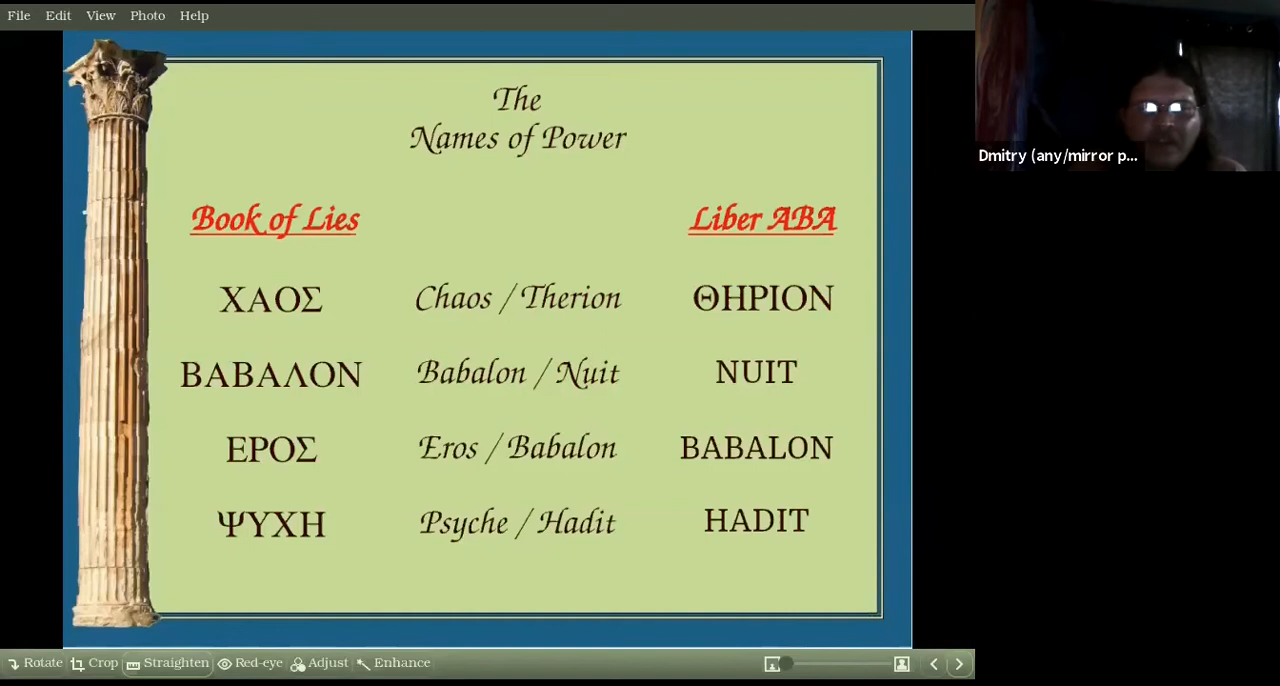 File Edit View Photo Help
The
Names of Power
Book of Lies Liber ABA
ΧΑΟΣ Chaos / Therion ΘΗΡΙΟΝ
ΒΑΒΑΛΟΝ Babalon / Nuit NUIT
ΕΡΟΣ Eros / Babalon BABALON
ΨΥΧΗ Psyche / Hadit HADIT
Dmitry (any/mirror p...
Rotate Crop Straighten Red-eye Adjust Enhance